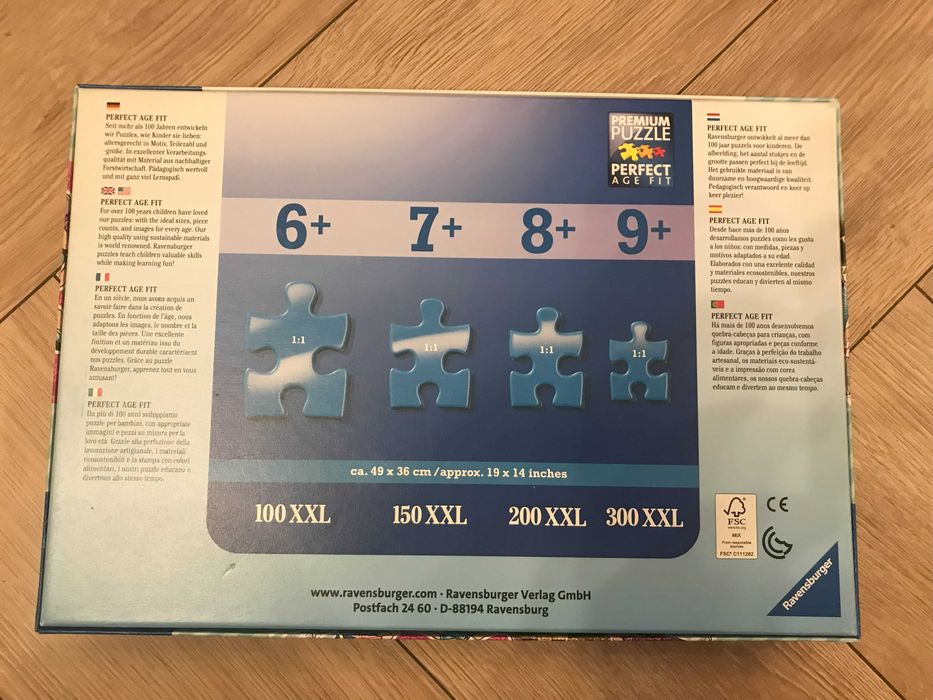 PERFECT AGE FIT
Seit mehr als 100 Jahren entwickeln
wir Puzzles, wie Kinder sie lieben:
altersgerecht in Motiv, Teilezahl und
-größe. In exzellenter Verarbeitungs-
qualität mit Material aus nachhaltiger
Forstwirtschaft. Pädagogisch wertvoll
und mit ganz viel Lernspaß.
PERFECT AGE FIT
For over 100 years children have loved
our puzzles: with the ideal sizes, piece
counts, and images for every age. Our
high quality using sustainable materials
is world renowned. Ravensburger
puzzles teach children valuable skills
while making learning fun!
PERFECT AGE FIT
En un siècle, nous avons acquis un
savoir faire dans la création de
puzzles. En fonction de l'âge, nous
adaptons les images, le nombre et la
taille des pièces. Une excellente
finition et un matériau issu du
développement durable caractérisent
nos puzzles. Grâce au puzzle
Ravensburger, apprenez tout en vous
amusant!
PERFECT AGE FIT
Da più di 100 anni sviluppiamo
puzzle per bambini, con appropriate
immagini e pezzi su misura per la
loro età. Grazie alla perfezione della
lavorazione artigianale, i materiali
ecosostenibili e la stampa con colori
alimentari, i nostri puzzle educano e
divertono allo stesso tempo.
PREMIUM
PUZZLE
PERFECT
AGE FIT
6+ 7+ 8+ 9+
1:1 1:1 1:1 1:1
ca. 49 x 36 cm /approx. 19 x 14 inches
100 XXL 150 XXL 200 XXL 300 XXL
www.ravensburger.com · Ravensburger Verlag GmbH
Postfach 24 60 · D-88194 Ravensburg
PERFECT AGE FIT
Ravensburger ontwikkelt al meer dan
100 jaar puzzels voor kinderen. De
afbeelding, het aantal stukjes en de
grootte passen perfect bij de leeftijd.
Het gebruikte materiaal is van
duurzame en hoogwaardige kwaliteit.
Pedagogisch verantwoord en keer op
keer plezier!
PERFECT AGE FIT
Desde hace más de 100 años
desarrollamos puzzles como les gusta
a los niños: con medidas, piezas y
motivos adaptados a su edad.
Elaborados con una excelente calidad
y materiales ecosostenibles, nuestros
puzzles educan y divierten al mismo
tiempo.
PERFECT AGE FIT
Há mais de 100 anos desenvolvemos
quebra-cabeças para crianças, com
figuras apropriadas e peças conforme
a idade. Graças à perfeição do trabalho
artesanal, os materiais eco-sustentá-
veis e a impressão com cores
alimentares, os nossos quebra-cabeças
educam e divertem ao mesmo tempo.
FSC
www.fsc.org
MIX
From responsible
sources
FSC® C111262
CE
Ravensburger